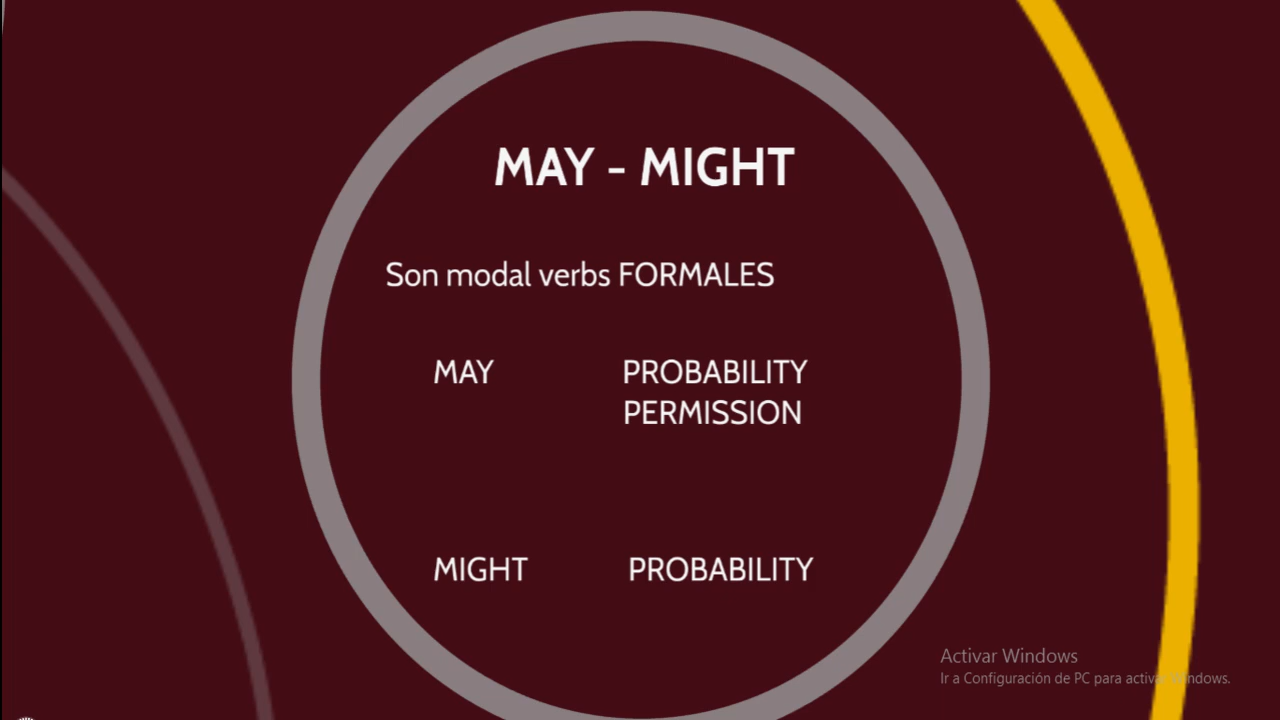 MAY - MIGHT
Son modal verbs FORMALES
MAY PROBABILITY
PERMISSION
MIGHT PROBABILITY
Activar Windows
Ir a Configuración de PC para activar Windows.